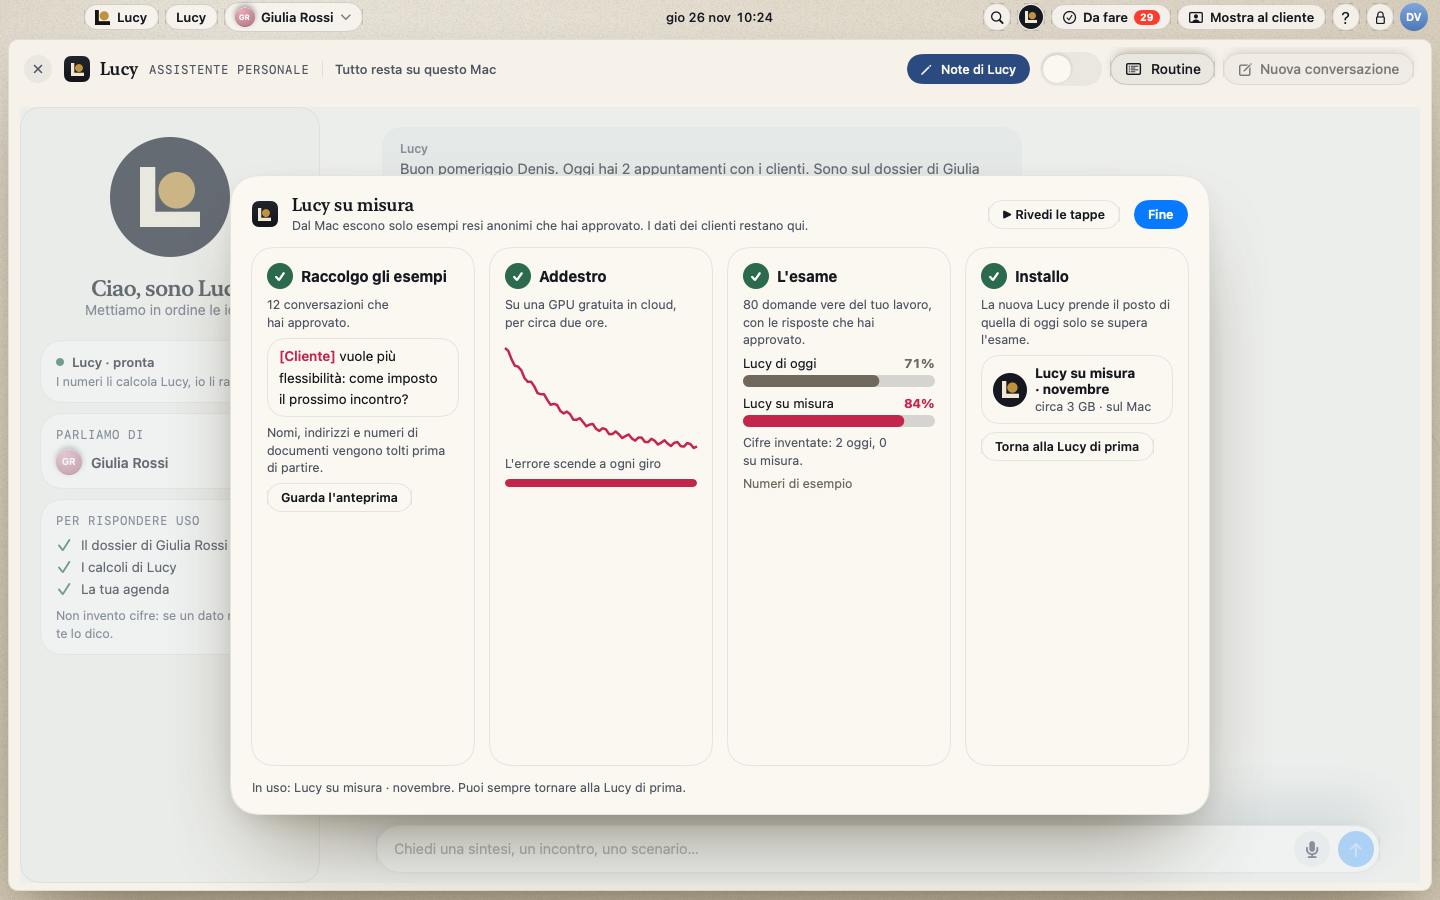 Lucy
Lucy
GR Giulia Rossi
gio 26 nov 10:24
Da fare 29
Mostra al cliente
?
DV
Lucy ASSISTENTE PERSONALE Tutto resta su questo Mac
Note di Lucy
Routine
Nuova conversazione
Ciao, sono Luc
Mettiamo in ordine le i
Lucy · pronta
I numeri li calcola Lucy, io li ra
PARLIAMO DI
GR Giulia Rossi
PER RISPONDERE USO
Il dossier di Giulia Rossi
I calcoli di Lucy
La tua agenda
Non invento cifre: se un dato
te lo dico.
Lucy
Buon pomeriggio Denis. Oggi hai 2 appuntamenti con i clienti. Sono sul dossier di Giulia
Lucy su misura
Dal Mac escono solo esempi resi anonimi che hai approvato. I dati dei clienti restano qui.
Rivedi le tappe
Fine
Raccolgo gli esempi
12 conversazioni che
hai approvato.
[Cliente] vuole più
flessibilità: come imposto
il prossimo incontro?
Nomi, indirizzi e numeri di
documenti vengono tolti prima
di partire.
Guarda l'anteprima
Addestro
Su una GPU gratuita in cloud,
per circa due ore.
L'errore scende a ogni giro
L'esame
80 domande vere del tuo lavoro,
con le risposte che hai
approvato.
Lucy di oggi 71%
Lucy su misura 84%
Cifre inventate: 2 oggi, 0
su misura.
Numeri di esempio
Installo
La nuova Lucy prende il posto di
quella di oggi solo se supera
l'esame.
Lucy su misura
· novembre
circa 3 GB · sul Mac
Torna alla Lucy di prima
In uso: Lucy su misura · novembre. Puoi sempre tornare alla Lucy di prima.
Chiedi una sintesi, un incontro, uno scenario...